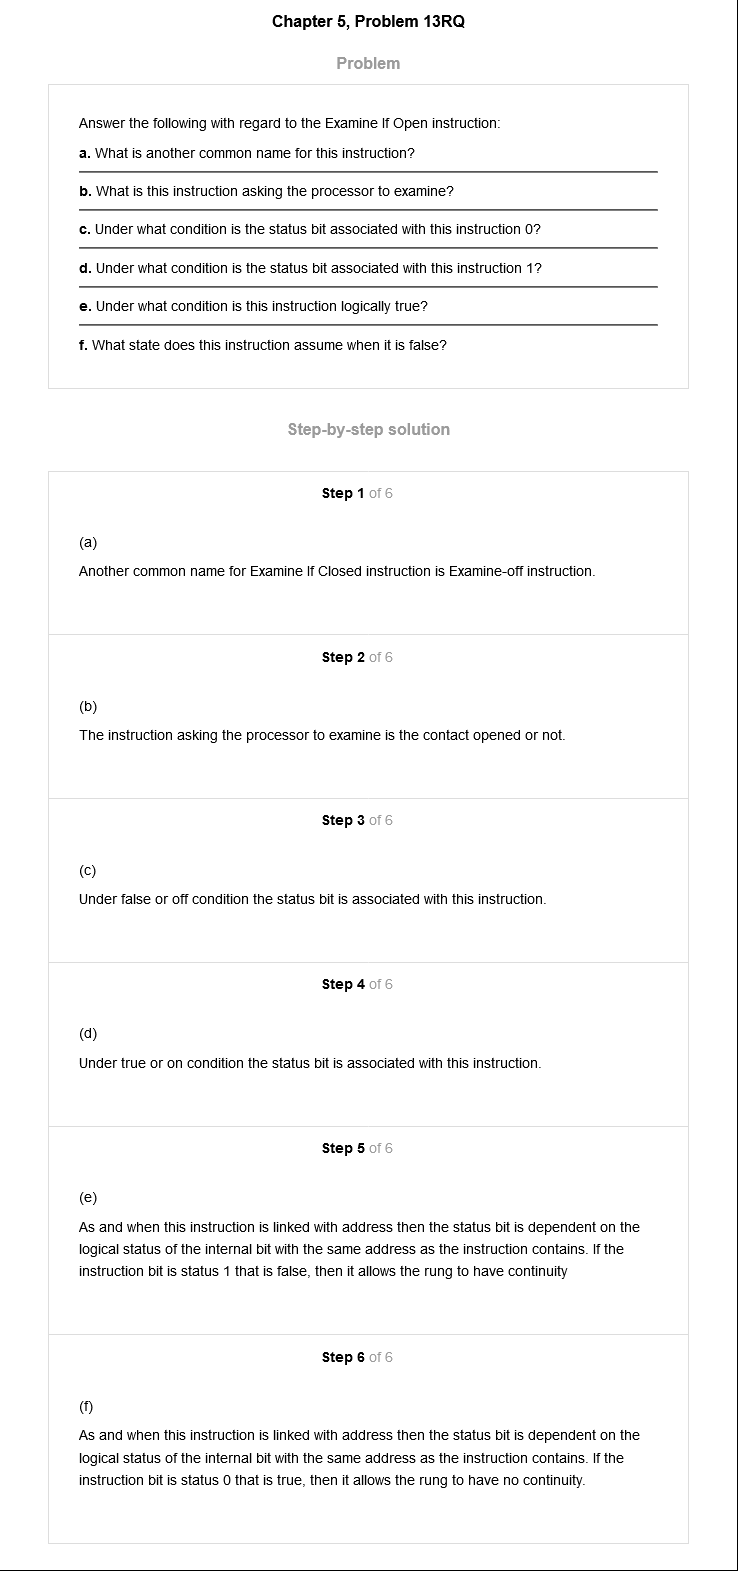 Chapter 5, Problem 13RQ
Problem
Answer the following with regard to the Examine If Open instruction:
a. What is another common name for this instruction?
b. What is this instruction asking the processor to examine?
c. Under what condition is the status bit associated with this instruction 0?
d. Under what condition is the status bit associated with this instruction 1?
e. Under what condition is this instruction logically true?
f. What state does this instruction assume when it is false?
Step-by-step solution
Step 1 of 6
(a)
Another common name for Examine If Closed instruction is Examine-off instruction.
Step 2 of 6
(b)
The instruction asking the processor to examine is the contact opened or not.
Step 3 of 6
(c)
Under false or off condition the status bit is associated with this instruction.
Step 4 of 6
(d)
Under true or on condition the status bit is associated with this instruction.
Step 5 of 6
(e)
As and when this instruction is linked with address then the status bit is dependent on the
logical status of the internal bit with the same address as the instruction contains. If the
instruction bit is status 1 that is false, then it allows the rung to have continuity
Step 6 of 6
(f)
As and when this instruction is linked with address then the status bit is dependent on the
logical status of the internal bit with the same address as the instruction contains. If the
instruction bit is status 0 that is true, then it allows the rung to have no continuity.